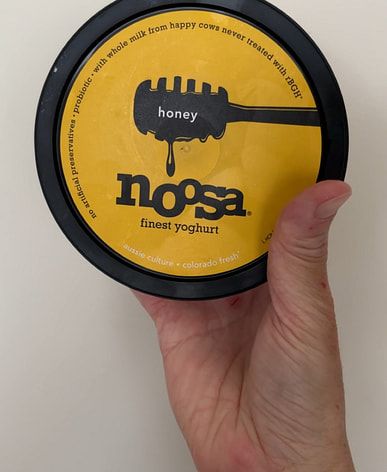 no artificial preservatives • probiotic • with whole milk from happy cows never treated with rBGH*
honey
noosa®
finest yoghurt
aussie culture + colorado fresh™